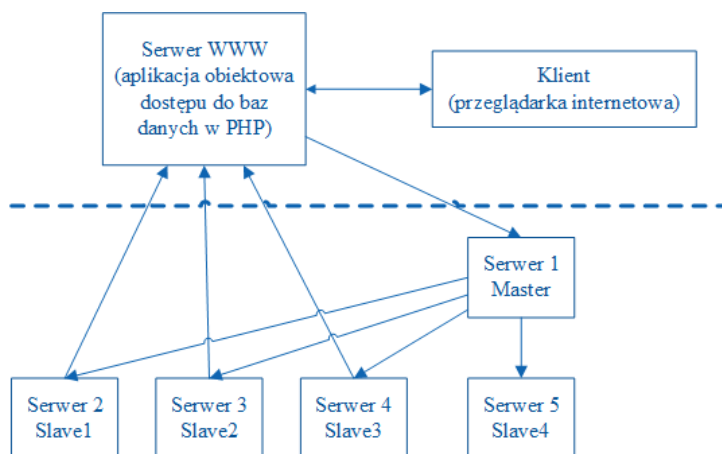 Serwer WWW
(aplikacja obiektowa
dostępu do baz
danych w PHP)
Klient
(przeglądarka internetowa)
Serwer 1
Master
Serwer 2
Slave1
Serwer 3
Slave2
Serwer 4
Slave3
Serwer 5
Slave4